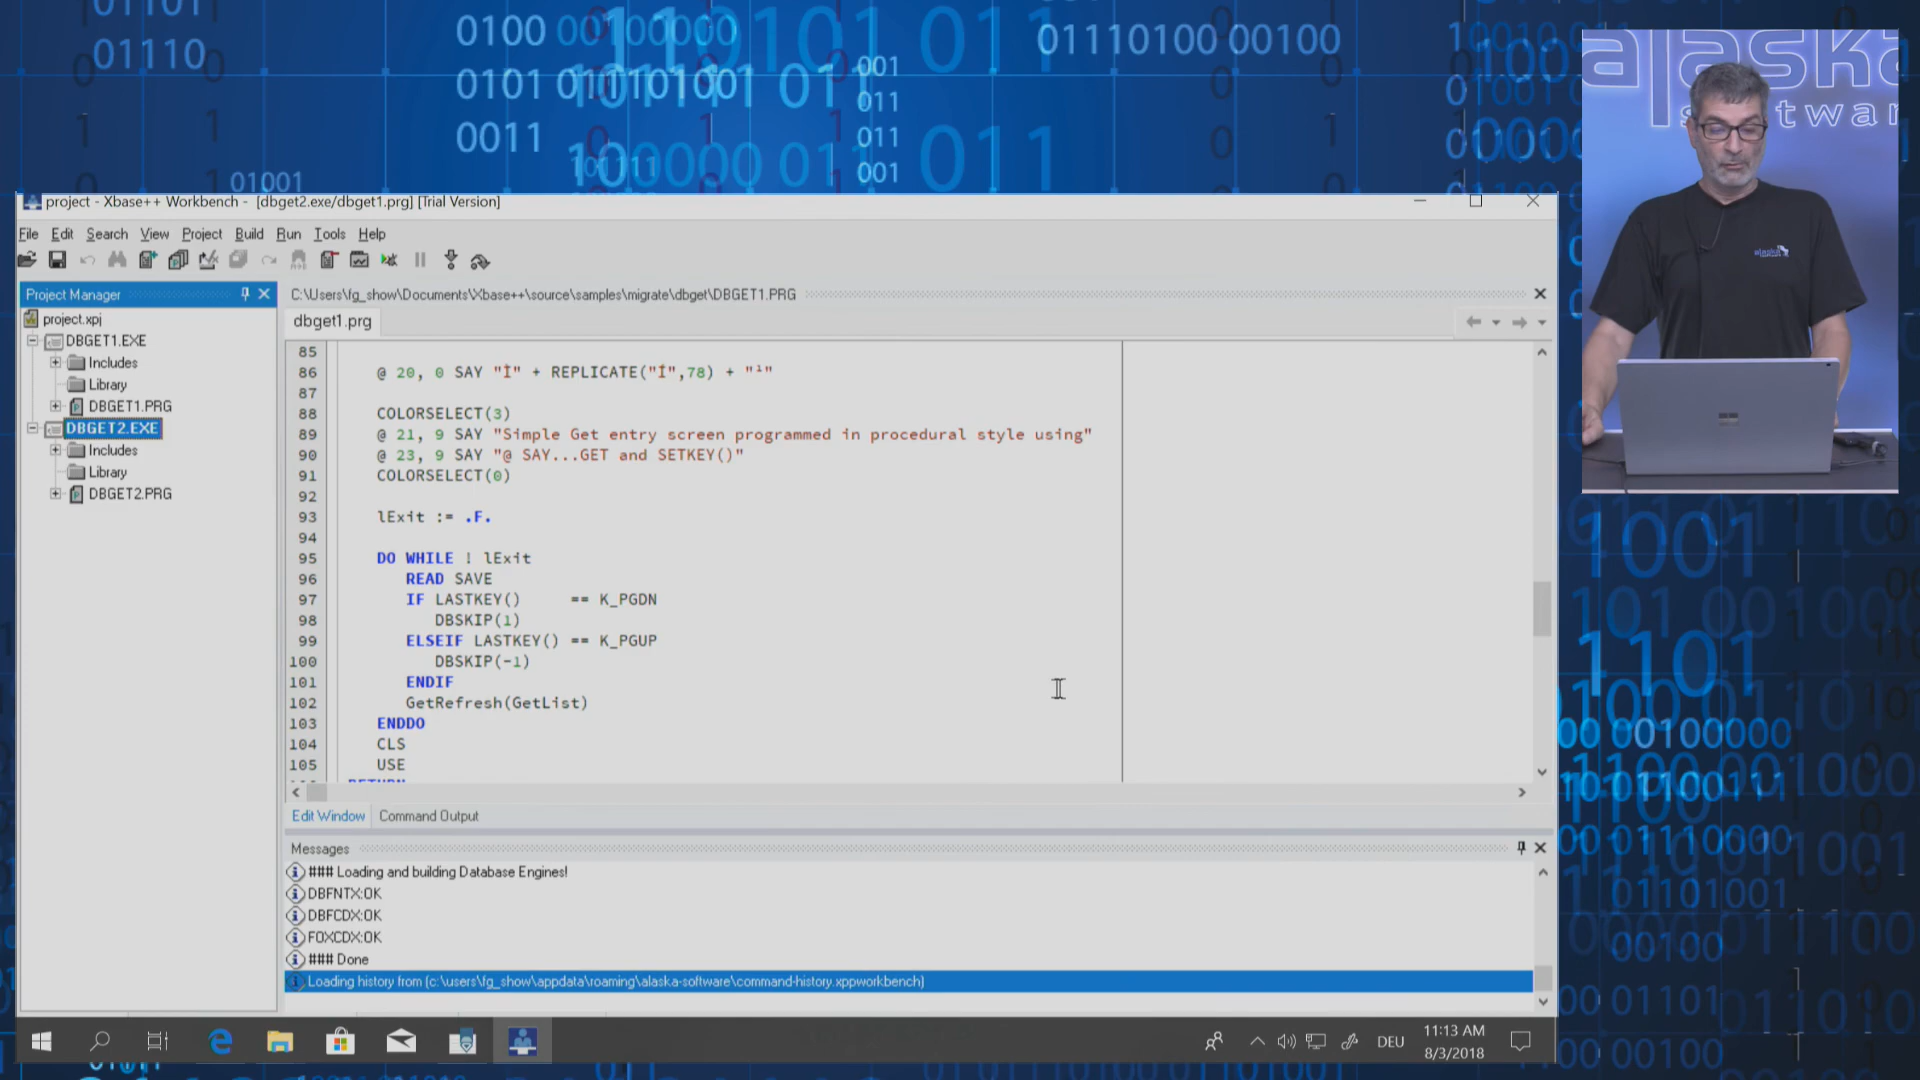 alaska
software
alaska
project - Xbase++ Workbench - [dbget2.exe/dbget1.prg] [Trial Version]
File Edit Search View Project Build Run Tools Help
Project Manager
project.xpj
DBGET1.EXE
Includes
Library
DBGET1.PRG
DBGET2.EXE
Includes
Library
DBGET2.PRG
C:\Users\fg_show\Documents\Xbase++\source\samples\migrate\dbget\DBGET1.PRG
dbget1.prg
85
86 @ 20, 0 SAY "Ì" + REPLICATE("Í",78) + "¹"
87
88 COLORSELECT(3)
89 @ 21, 9 SAY "Simple Get entry screen programmed in procedural style using"
90 @ 23, 9 SAY "@ SAY...GET and SETKEY()"
91 COLORSELECT(0)
92
93 lExit := .F.
94
95 DO WHILE ! lExit
96 READ SAVE
97 IF LASTKEY() == K_PGDN
98 DBSKIP(1)
99 ELSEIF LASTKEY() == K_PGUP
100 DBSKIP(-1)
101 ENDIF
102 GetRefresh(GetList)
103 ENDDO
104 CLS
105 USE
RETURN
Edit Window Command Output
Messages
### Loading and building Database Engines!
DBFNTX:OK
DBFCDX:OK
FOXCDX:OK
### Done
Loading history from (c:\users\fg_show\appdata\roaming\alaska-software\command-history.xppworkbench)
DEU
11:13 AM
8/3/2018